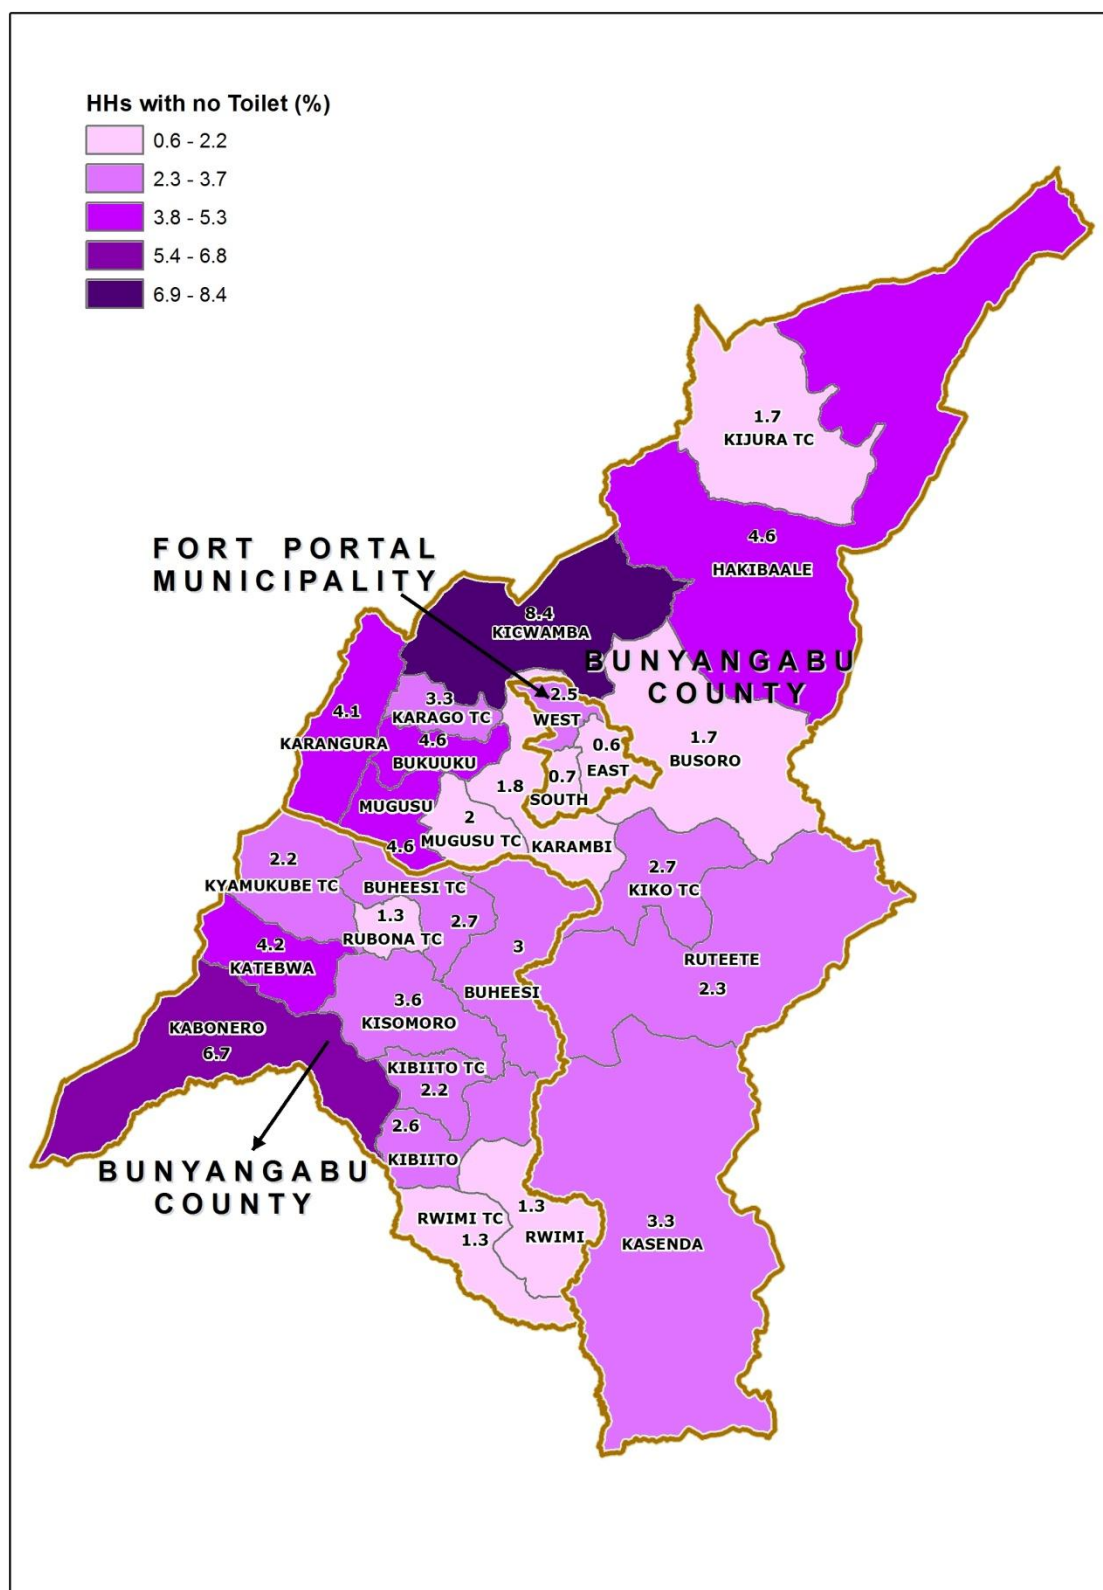 HHs with no Toilet (%)
0.6 - 2.2
2.3 - 3.7
3.8 - 5.3
5.4 - 6.8
6.9 - 8.4
1.7
KIJURA TC
4.6
HAKIBAALE
FORT PORTAL
MUNICIPALITY
8.4
KICWAMBA
BUNYANGABU
COUNTY
2.5
WEST
3.3
KARAGO TC
4.1
KARANGURA
4.6
BUKUUKU
0.6
EAST
1.7
BUSORO
0.7
SOUTH
1.8
KARAMBI
MUGUSU
4.6
2
MUGUSU TC
2.2
KYAMUKUBE TC
BUHEESI TC
2.7
1.3
RUBONA TC
2.7
KIKO TC
3
BUHEESI
RUTEETE
2.3
4.2
KATEBWA
3.6
KISOMORO
KABONERO
6.7
KIBIITO TC
2.2
2.6
KIBIITO
BUNYANGABU
COUNTY
RWIMI TC
1.3
1.3
RWIMI
3.3
KASENDA